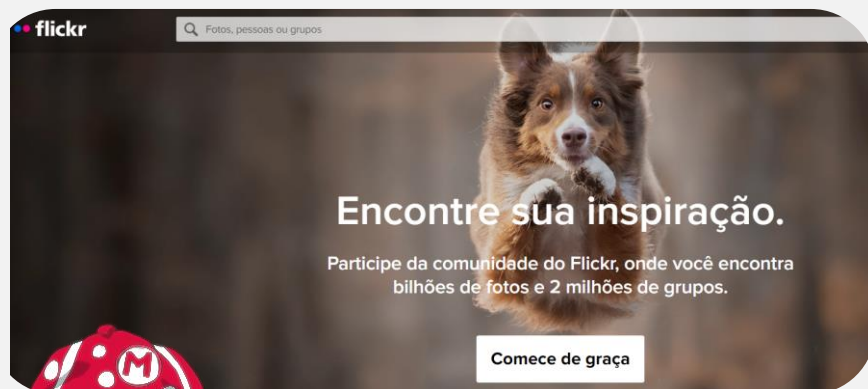 flickr
Fotos, pessoas ou grupos
Encontre sua inspiração.
Participe da comunidade do Flickr, onde você encontra
bilhões de fotos e 2 milhões de grupos.
Comece de graça
M